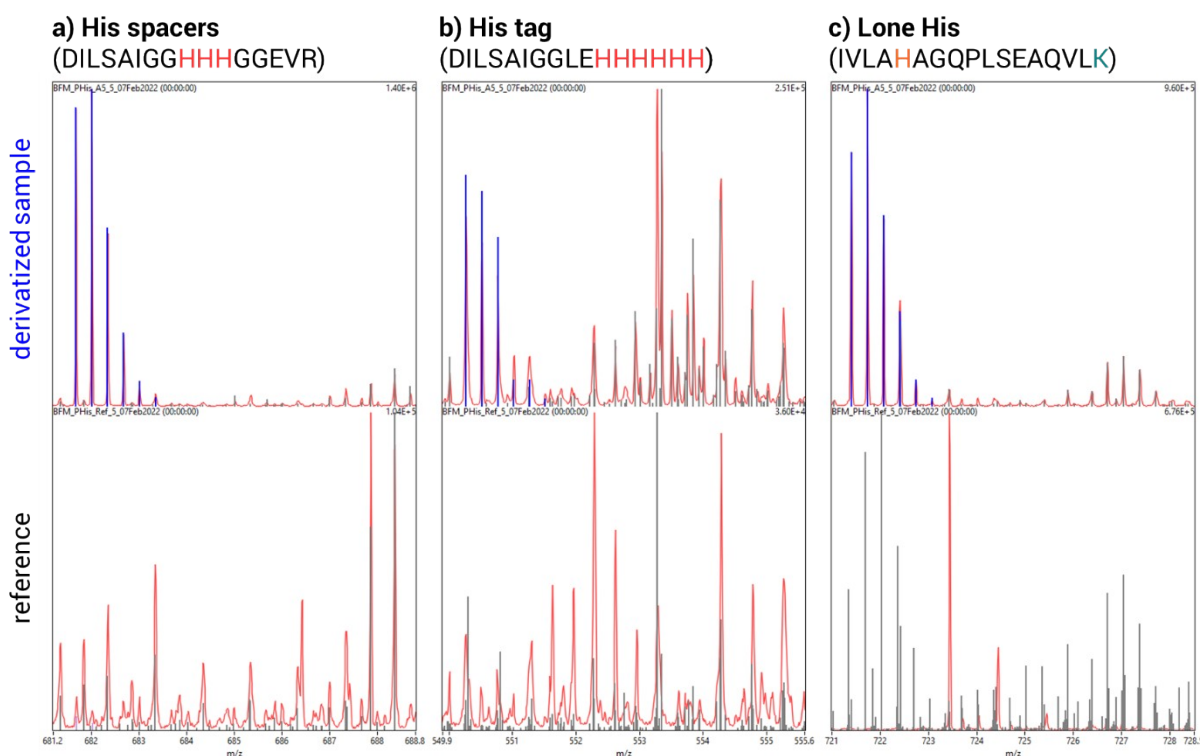 a) His spacers
(DILSAIGGHHHGGEVR)
b) His tag
(DILSAIGGLEHHHHHH)
c) Lone His
(IVLAHAGQPLSEAQVLK)
derivatized sample
BFM_PHis_A5_5_07Feb2022 (00:00:00) 1.40E+6
BFM_PHis_A5_5_07Feb2022 (00:00:00) 2.51E+5
BFM_PHis_A5_5_07Feb2022 (00:00:00) 9.60E+5
reference
BFM_PHis_Ref_5_07Feb2022 (00:00:00) 1.04E+5
BFM_PHis_Ref_5_07Feb2022 (00:00:00) 3.60E+4
BFM_PHis_Ref_5_07Feb2022 (00:00:00) 6.76E+5
681.2 682 683 684 685 686 687 688 688.8
m/z
549.9 551 552 553 554 555 555.6
m/z
721 722 723 724 725 726 727 728 728.
m/z